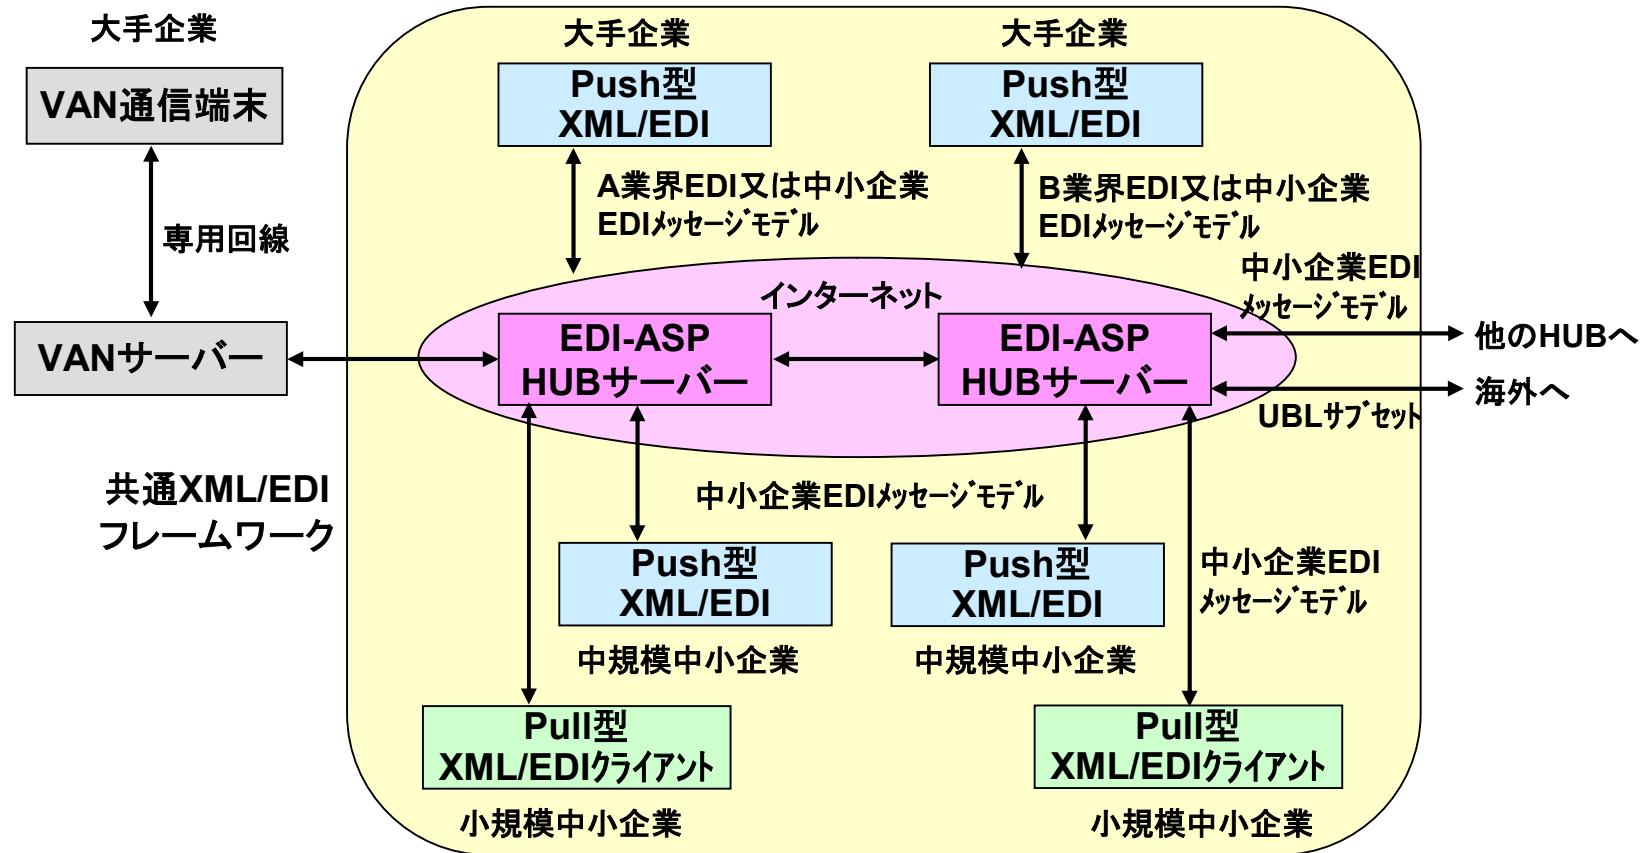 大手企業
VAN通信端末
専用回線
VANサーバー
共通XML/EDI
フレームワーク
大手企業
Push型
XML/EDI
A業界EDI又は中小企業
EDIﾒｯｾｰｼﾞﾓﾃﾞﾙ
大手企業
Push型
XML/EDI
B業界EDI又は中小企業
EDIﾒｯｾｰｼﾞﾓﾃﾞﾙ
インターネット
EDI-ASP
HUBサーバー
EDI-ASP
HUBサーバー
中小企業EDI
ﾒｯｾｰｼﾞﾓﾃﾞﾙ
他のHUBへ
海外へ
UBLｻﾌﾞｾｯﾄ
中小企業EDIﾒｯｾｰｼﾞﾓﾃﾞﾙ
Push型
XML/EDI
中規模中小企業
Push型
XML/EDI
中規模中小企業
中小企業EDI
ﾒｯｾｰｼﾞﾓﾃﾞﾙ
Pull型
XML/EDIｸﾗｲｱﾝﾄ
小規模中小企業
Pull型
XML/EDIｸﾗｲｱﾝﾄ
小規模中小企業